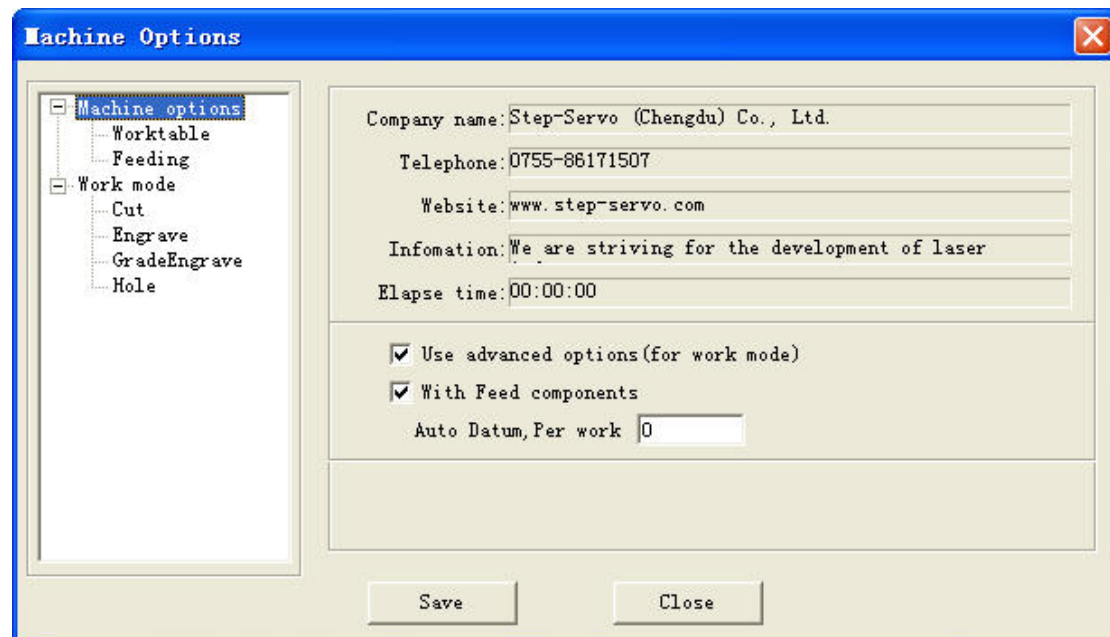 Machine Options
Machine options
Worktable
Feeding
Work mode
Cut
Engrave
GradeEngrave
Hole
Company name: Step-Servo (Chengdu) Co., Ltd.
Telephone: 0755-86171507
Website: www.step-servo.com
Infomation: We are striving for the development of laser
Elapse time: 00:00:00
Use advanced options(for work mode)
With Feed components
Auto Datum,Per work 0
Save
Close